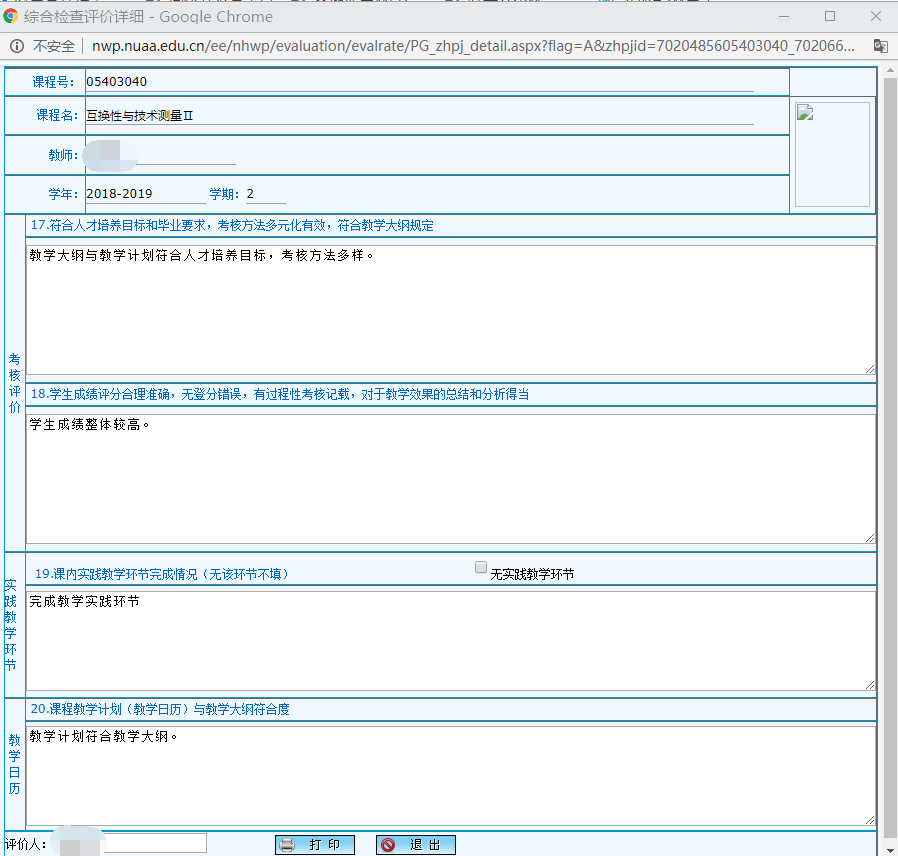 综合检查评价详细 - Google Chrome
不安全 | nwp.nuaa.edu.cn/ee/nhwp/evaluation/evalrate/PG_zhpj_detail.aspx?flag=A&zhpjid=7020485605403040_702066...
课程号: 05403040
课程名: 互换性与技术测量Ⅱ
教师:
学年: 2018-2019 学期: 2
考核评价
17.符合人才培养目标和毕业要求，考核方法多元化有效，符合教学大纲规定
教学大纲与教学计划符合人才培养目标，考核方法多样。
18.学生成绩评分合理准确，无登分错误，有过程性考核记载，对于教学效果的总结和分析得当
学生成绩整体较高。
实践教学环节
19.课内实践教学环节完成情况（无该环节不填） 无实践教学环节
完成教学实践环节
教学日历
20.课程教学计划（教学日历）与教学大纲符合度
教学计划符合教学大纲。
评价人: 打 印 退 出